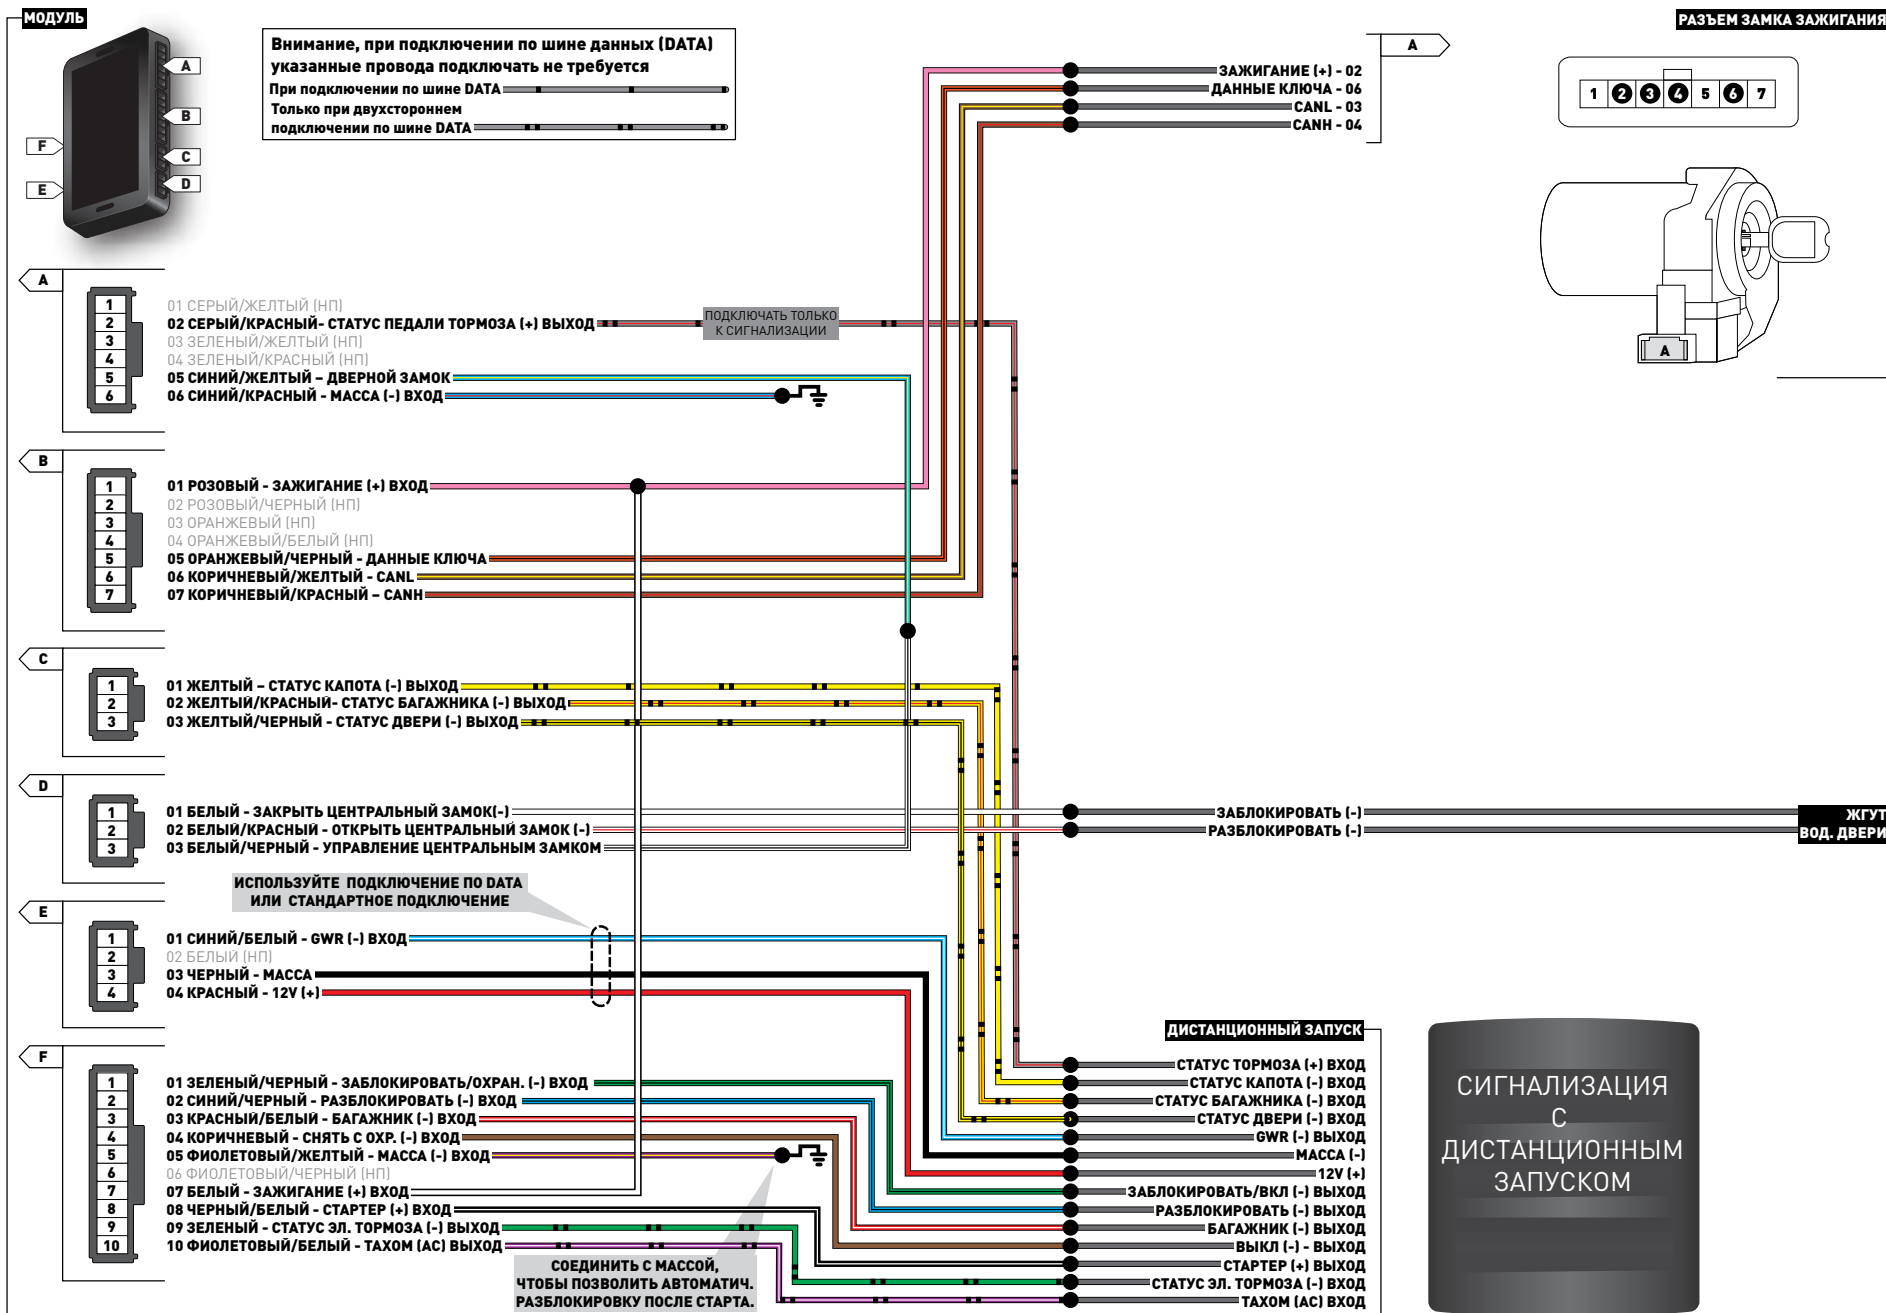 МОДУЛЬ
РАЗЪЕМ ЗАМКА ЗАЖИГАНИЯ
Внимание, при подключении по шине данных (DATA)
указанные провода подключать не требуется
При подключении по шине DATA
Только при двухстороннем
подключении по шине DATA
A
B
C
D
F
E
A
ЗАЖИГАНИЕ (+) - 02
ДАННЫЕ КЛЮЧА - 06
CANL - 03
CANH - 04
1 2 3 4 5 6 7
A
A
1
2
3
4
5
6
01 СЕРЫЙ/ЖЕЛТЫЙ (НП)
02 СЕРЫЙ/КРАСНЫЙ- СТАТУС ПЕДАЛИ ТОРМОЗА (+) ВЫХОД
03 ЗЕЛЕНЫЙ/ЖЕЛТЫЙ (НП)
04 ЗЕЛЕНЫЙ/КРАСНЫЙ (НП)
05 СИНИЙ/ЖЕЛТЫЙ – ДВЕРНОЙ ЗАМОК
06 СИНИЙ/КРАСНЫЙ - МАССА (-) ВХОД
ПОДКЛЮЧАТЬ ТОЛЬКО
К СИГНАЛИЗАЦИИ
B
1
2
3
4
5
6
7
01 РОЗОВЫЙ - ЗАЖИГАНИЕ (+) ВХОД
02 РОЗОВЫЙ/ЧЕРНЫЙ (НП)
03 ОРАНЖЕВЫЙ (НП)
04 ОРАНЖЕВЫЙ/БЕЛЫЙ (НП)
05 ОРАНЖЕВЫЙ/ЧЕРНЫЙ - ДАННЫЕ КЛЮЧА
06 КОРИЧНЕВЫЙ/ЖЕЛТЫЙ - CANL
07 КОРИЧНЕВЫЙ/КРАСНЫЙ – CANH
C
1
2
3
01 ЖЕЛТЫЙ – СТАТУС КАПОТА (-) ВЫХОД
02 ЖЕЛТЫЙ/КРАСНЫЙ- СТАТУС БАГАЖНИКА (-) ВЫХОД
03 ЖЕЛТЫЙ/ЧЕРНЫЙ - СТАТУС ДВЕРИ (-) ВЫХОД
D
1
2
3
01 БЕЛЫЙ - ЗАКРЫТЬ ЦЕНТРАЛЬНЫЙ ЗАМОК(-)
02 БЕЛЫЙ/КРАСНЫЙ - ОТКРЫТЬ ЦЕНТРАЛЬНЫЙ ЗАМОК (-)
03 БЕЛЫЙ/ЧЕРНЫЙ - УПРАВЛЕНИЕ ЦЕНТРАЛЬНЫМ ЗАМКОМ
ЗАБЛОКИРОВАТЬ (-)
РАЗБЛОКИРОВАТЬ (-)
ЖГУТ
ВОД. ДВЕРИ
ИСПОЛЬЗУЙТЕ ПОДКЛЮЧЕНИЕ ПО DATA
ИЛИ СТАНДАРТНОЕ ПОДКЛЮЧЕНИЕ
E
1
2
3
4
01 СИНИЙ/БЕЛЫЙ - GWR (-) ВХОД
02 БЕЛЫЙ (НП)
03 ЧЕРНЫЙ - МАССА
04 КРАСНЫЙ - 12V (+)
F
1
2
3
4
5
6
7
8
9
10
01 ЗЕЛЕНЫЙ/ЧЕРНЫЙ - ЗАБЛОКИРОВАТЬ/ОХРАН. (-) ВХОД
02 СИНИЙ/ЧЕРНЫЙ - РАЗБЛОКИРОВАТЬ (-) ВХОД
03 КРАСНЫЙ/БЕЛЫЙ - БАГАЖНИК (-) ВХОД
04 КОРИЧНЕВЫЙ - СНЯТЬ С ОХР. (-) ВХОД
05 ФИОЛЕТОВЫЙ/ЖЕЛТЫЙ - МАССА (-) ВХОД
06 ФИОЛЕТОВЫЙ/ЧЕРНЫЙ (НП)
07 БЕЛЫЙ - ЗАЖИГАНИЕ (+) ВХОД
08 ЧЕРНЫЙ/БЕЛЫЙ - СТАРТЕР (+) ВХОД
09 ЗЕЛЕНЫЙ - СТАТУС ЭЛ. ТОРМОЗА (-) ВЫХОД
10 ФИОЛЕТОВЫЙ/БЕЛЫЙ - ТАХОМ (AC) ВЫХОД
СОЕДИНИТЬ С МАССОЙ,
ЧТОБЫ ПОЗВОЛИТЬ АВТОМАТИЧ.
РАЗБЛОКИРОВКУ ПОСЛЕ СТАРТА.
ДИСТАНЦИОННЫЙ ЗАПУСК
СТАТУС ТОРМОЗА (+) ВХОД
СТАТУС КАПОТА (-) ВХОД
СТАТУС БАГАЖНИКА (-) ВХОД
СТАТУС ДВЕРИ (-) ВХОД
GWR (-) ВЫХОД
МАССА (-)
12V (+)
ЗАБЛОКИРОВАТЬ/ВКЛ (-) ВЫХОД
РАЗБЛОКИРОВАТЬ (-) ВЫХОД
БАГАЖНИК (-) ВЫХОД
ВЫКЛ (-) - ВЫХОД
СТАРТЕР (+) ВЫХОД
СТАТУС ЭЛ. ТОРМОЗА (-) ВХОД
ТАХОМ (AC) ВХОД
СИГНАЛИЗАЦИЯ
С
ДИСТАНЦИОННЫМ
ЗАПУСКОМ